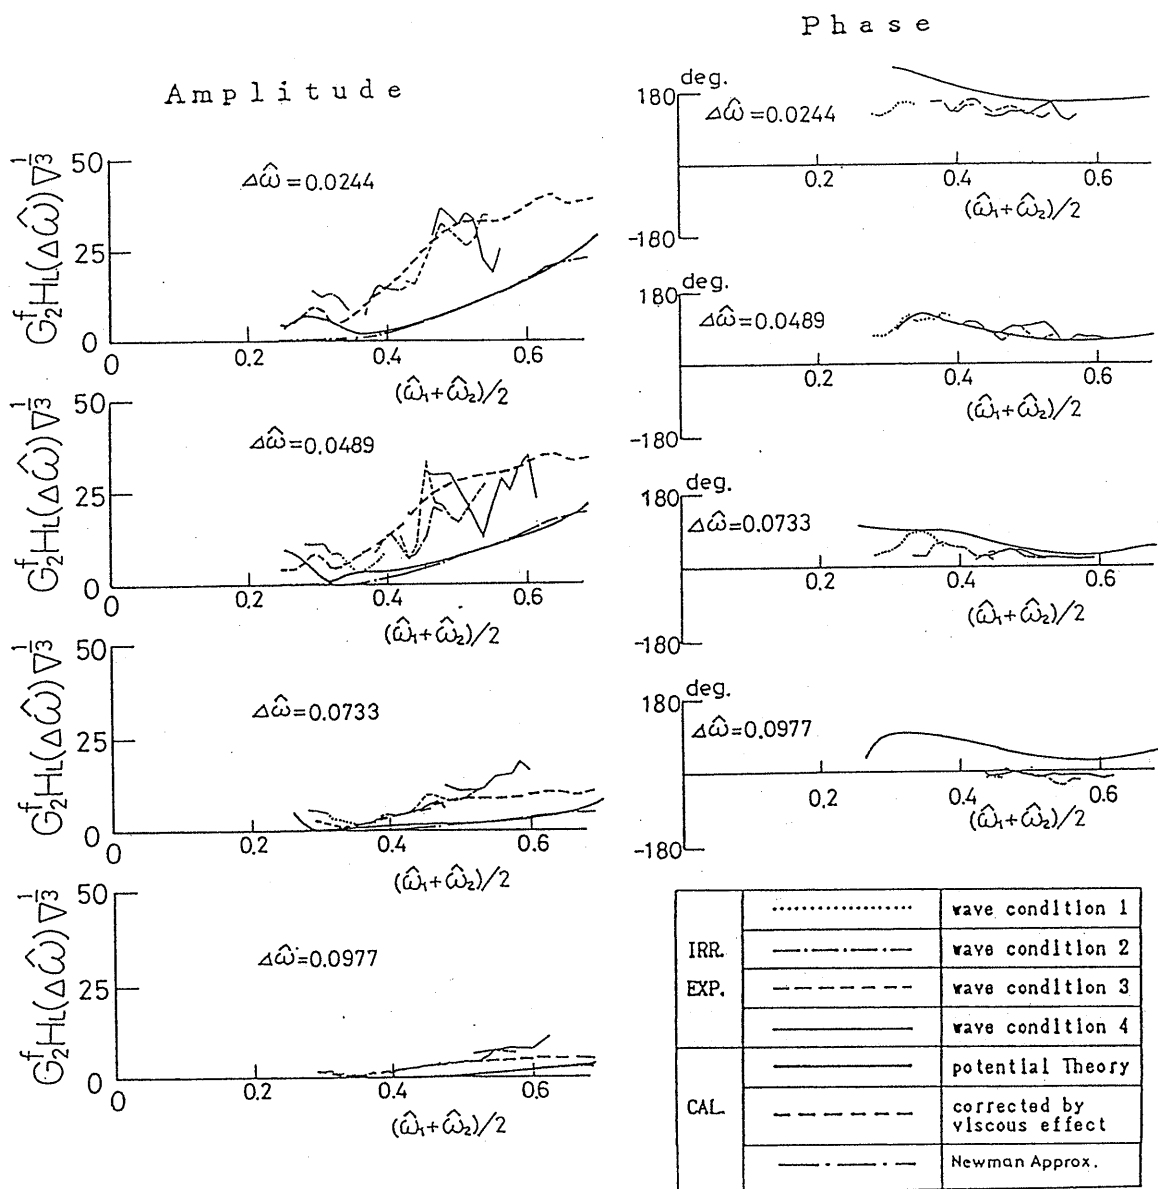 Phase
Amplitude
deg.
180
Δω̂=0.0244
0.2
0.4
0.6
(ω̂₁+ω̂₂)/2
-180
deg.
180
Δω̂=0.0489
0.2
0.4
0.6
(ω̂₁+ω̂₂)/2
-180
deg.
180
Δω̂=0.0733
0.2
0.4
0.6
(ω̂₁+ω̂₂)/2
-180
deg.
180
Δω̂=0.0977
0,2
0.4
0.6
(ω̂₁+ω̂₂)/2
-180
G₂ᶠHL(Δω̂)∇^1/3
50
25
0
0
Δω̂=0.0244
0.2
0.4
0.6
(ω̂₁+ω̂₂)/2
G₂ᶠHL(Δω̂)∇^1/3
50
25
0
0
Δω̂=0.0489
0.2
0.4
0.6
(ω̂₁+ω̂₂)/2
G₂ᶠHL(Δω̂)∇^1/3
50
25
0
0
Δω̂=0.0733
0.2
0.4
0.6
(ω̂₁+ω̂₂)/2
G₂ᶠHL(Δω̂)∇^1/3
50
25
0
0
Δω̂=0.0977
0.2
0.4
0.6
(ω̂₁+ω̂₂)/2
IRR.
EXP.
wave condition 1
wave condition 2
wave condition 3
wave condition 4
CAL.
potential Theory
corrected by
viscous effect
Newman Approx.